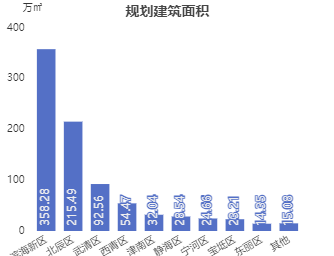 万㎡
规划建筑面积
400
300
200
100
0
358.28
215.49
92.56
54.47
32.04
28.54
24.66
23.21
14.35
15.08
滨海新区
北辰区
武清区
西青区
津南区
静海区
宁河区
宝坻区
东丽区
其他